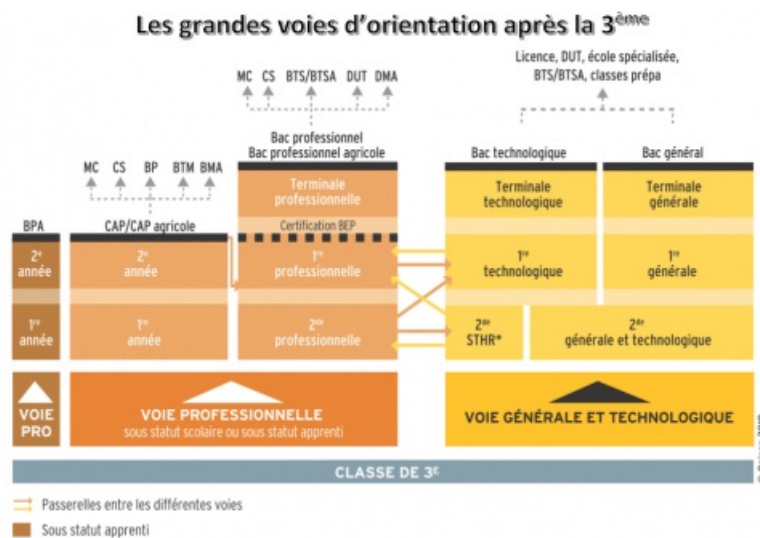 Les grandes voies d'orientation après la 3ème
Licence, DUT, école spécialisée,
BTS/BTSA, classes prépa
MC CS BTS/BTSA DUT DMA
Bac professionnel
Bac professionnel agricole
Bac technologique
Bac général
MC CS BP BTM BMA
Terminale
professionnelle
Terminale
technologique
Terminale
générale
BPA
CAP/CAP agricole
Certification BEP
2e
année
2e
année
1re
professionnelle
1re
technologique
1re
générale
1re
année
1re
année
2de
professionnelle
2de
STHR*
2de
générale et technologique
VOIE
PRO
VOIE PROFESSIONNELLE
sous statut scolaire ou sous statut apprenti
VOIE GÉNÉRALE ET TECHNOLOGIQUE
CLASSE DE 3E
Passerelles entre les différentes voies
Sous statut apprenti